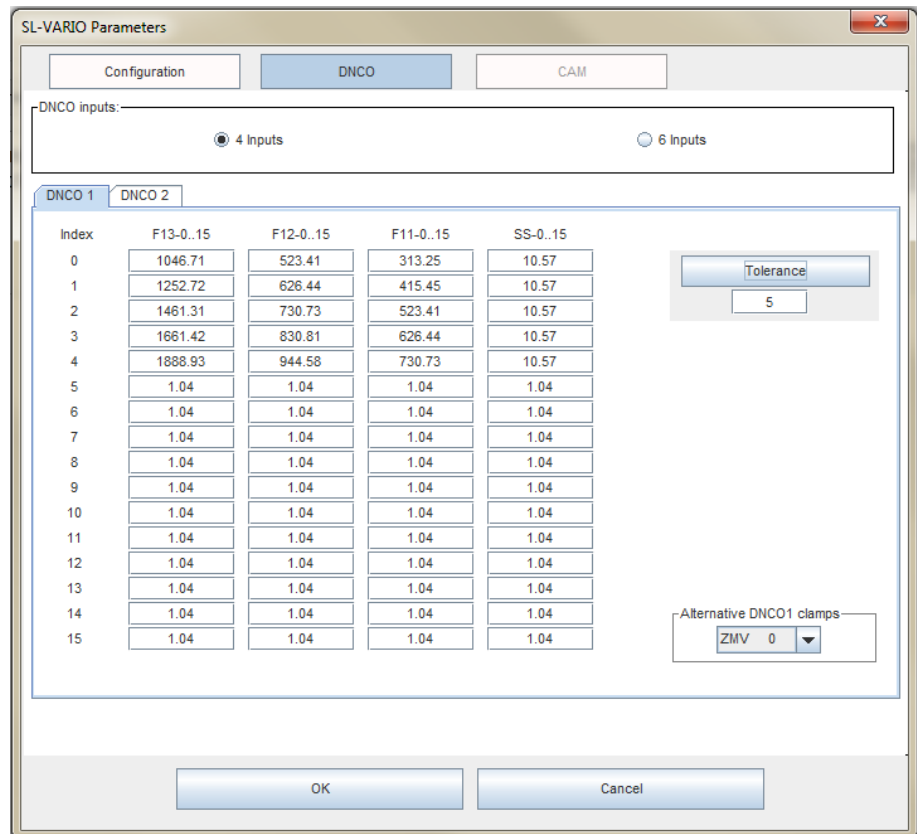 SL-VARIO Parameters
Configuration DNCO CAM
DNCO inputs:
4 Inputs 6 Inputs
DNCO 1 DNCO 2
Index F13-0..15 F12-0..15 F11-0..15 SS-0..15
0 1046.71 523.41 313.25 10.57
1 1252.72 626.44 415.45 10.57
2 1461.31 730.73 523.41 10.57
3 1661.42 830.81 626.44 10.57
4 1888.93 944.58 730.73 10.57
5 1.04 1.04 1.04 1.04
6 1.04 1.04 1.04 1.04
7 1.04 1.04 1.04 1.04
8 1.04 1.04 1.04 1.04
9 1.04 1.04 1.04 1.04
10 1.04 1.04 1.04 1.04
11 1.04 1.04 1.04 1.04
12 1.04 1.04 1.04 1.04
13 1.04 1.04 1.04 1.04
14 1.04 1.04 1.04 1.04
15 1.04 1.04 1.04 1.04
Tolerance
5
Alternative DNCO1 clamps
ZMV 0
OK Cancel